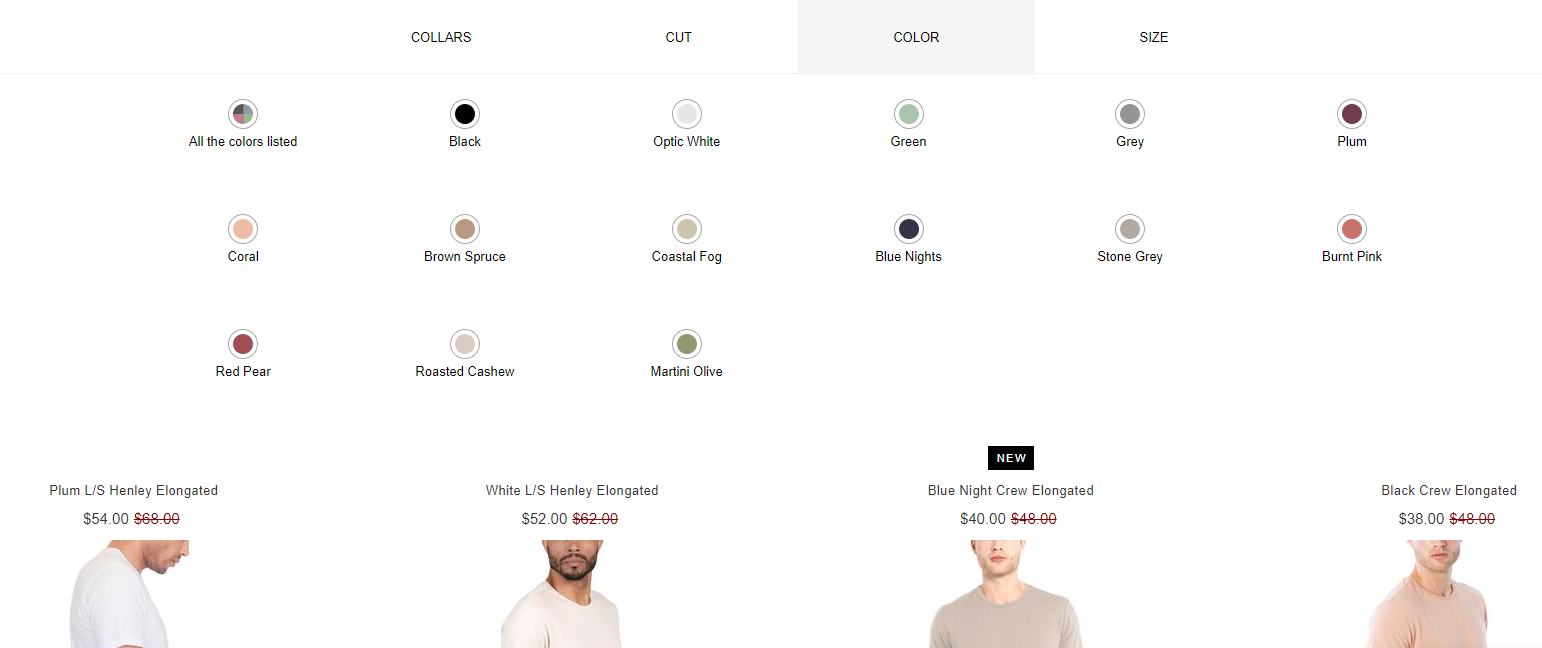 COLLARS CUT COLOR SIZE
All the colors listed Black Optic White Green Grey Plum
Coral Brown Spruce Coastal Fog Blue Nights Stone Grey Burnt Pink
Red Pear Roasted Cashew Martini Olive
NEW
Plum L/S Henley Elongated White L/S Henley Elongated Blue Night Crew Elongated Black Crew Elongated
$54.00 $68.00 $52.00 $62.00 $40.00 $48.00 $38.00 $48.00